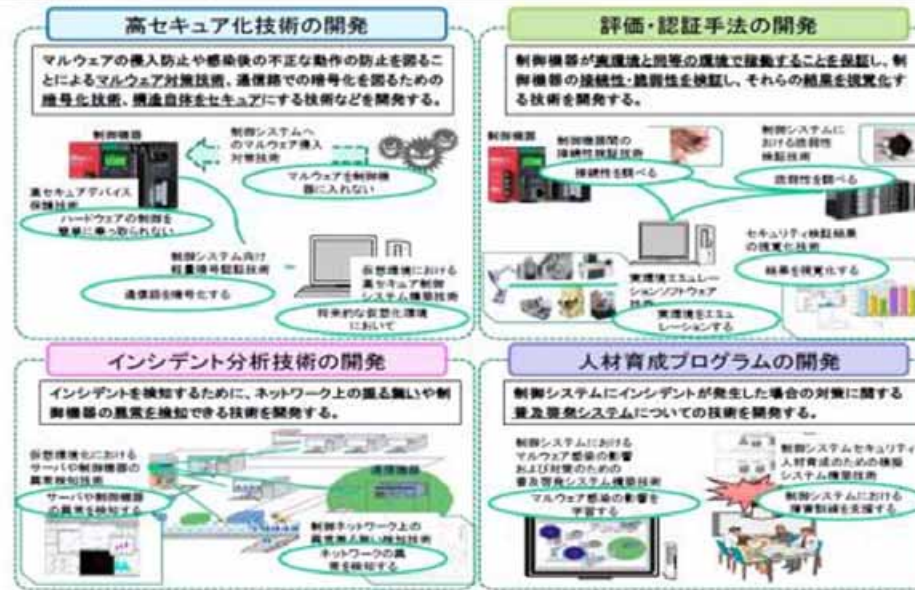 高セキュア化技術の開発
マルウェアの侵入防止や感染後の不正な動作の防止を図るこ
とによるマルウェア対策技術、通信路での暗号化を図るための
暗号化技術、構造自体をセキュアにする技術などを開発する。
制御機器
制御システムへ
のマルウェア侵入
対策技術
マルウェアを制御機
器に入れない
高セキュアデバイス
保護技術
ハードウェアの制御を
簡単に乗っ取られない
制御システム向け
軽量暗号認証技術
通信路を暗号化する
仮想環境における
高セキュア制御
システム構築技術
将来的な仮想化環境
において
評価・認証手法の開発
制御機器が実環境と同等の環境で稼働することを保証し、制
御機器の接続性・脆弱性を検証し、それらの結果を視覚化す
る技術を開発する。
制御機器
制御機器間の
接続性検証技術
接続性を調べる
制御システムに
おける脆弱性
検証技術
脆弱性を調べる
セキュリティ検証結果
の視覚化技術
結果を視覚化する
実環境エミュレー
ションソフトウェア
技術
実環境をエミュ
レーションする
インシデント分析技術の開発
インシデントを検知するために、ネットワーク上の振る舞いや制
御機器の異常を検知できる技術を開発する。
仮想環境化における
サーバや制御機器の
異常検知技術
サーバや制御機器
の異常を検知する
通信機器
制御ネットワーク上の
異常振る舞い検知技術
ネットワークの異
常を検知する
人材育成プログラムの開発
制御システムにインシデントが発生した場合の対策に関する
普及啓発システムについての技術を開発する。
制御システムにおける
マルウェア感染の影響
および対策のための
普及啓発システム構築技術
マルウェア感染の影響を
学習する
制御システムセキュリティ
人材育成のための模擬
システム構築技術
制御システムにおける
障害訓練を支援する